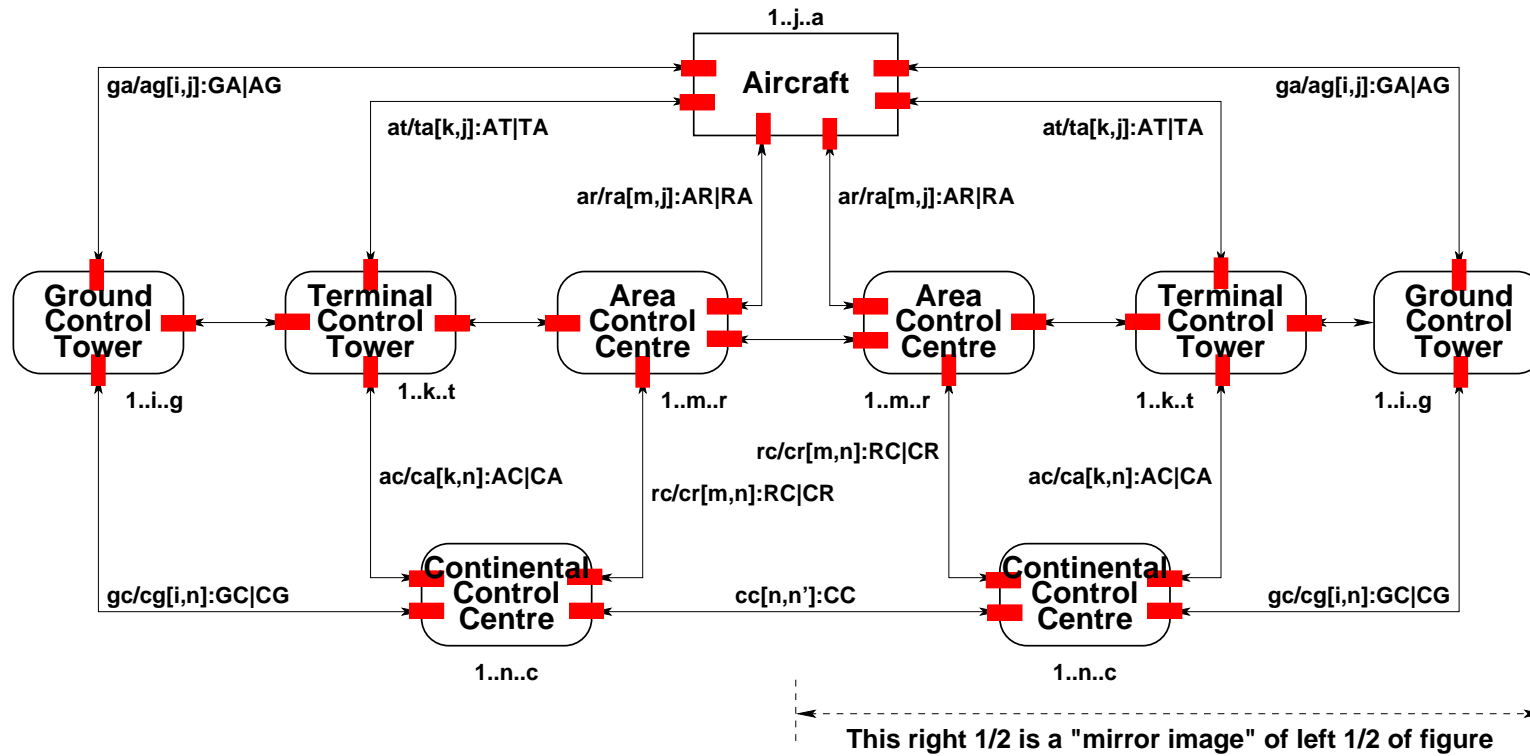 1..j..a
Aircraft
ga/ag[i,j]:GA|AG
ga/ag[i,j]:GA|AG
at/ta[k,j]:AT|TA
at/ta[k,j]:AT|TA
ar/ra[m,j]:AR|RA
ar/ra[m,j]:AR|RA
Ground
Control
Tower
Terminal
Control
Tower
Area
Control
Centre
Area
Control
Centre
Terminal
Control
Tower
Ground
Control
Tower
1..i..g
1..k..t
1..m..r
1..m..r
1..k..t
1..i..g
rc/cr[m,n]:RC|CR
ac/ca[k,n]:AC|CA
rc/cr[m,n]:RC|CR
ac/ca[k,n]:AC|CA
Continental
Control
Centre
Continental
Control
Centre
gc/cg[i,n]:GC|CG
cc[n,n']:CC
gc/cg[i,n]:GC|CG
1..n..c
1..n..c
This right 1/2 is a "mirror image" of left 1/2 of figure